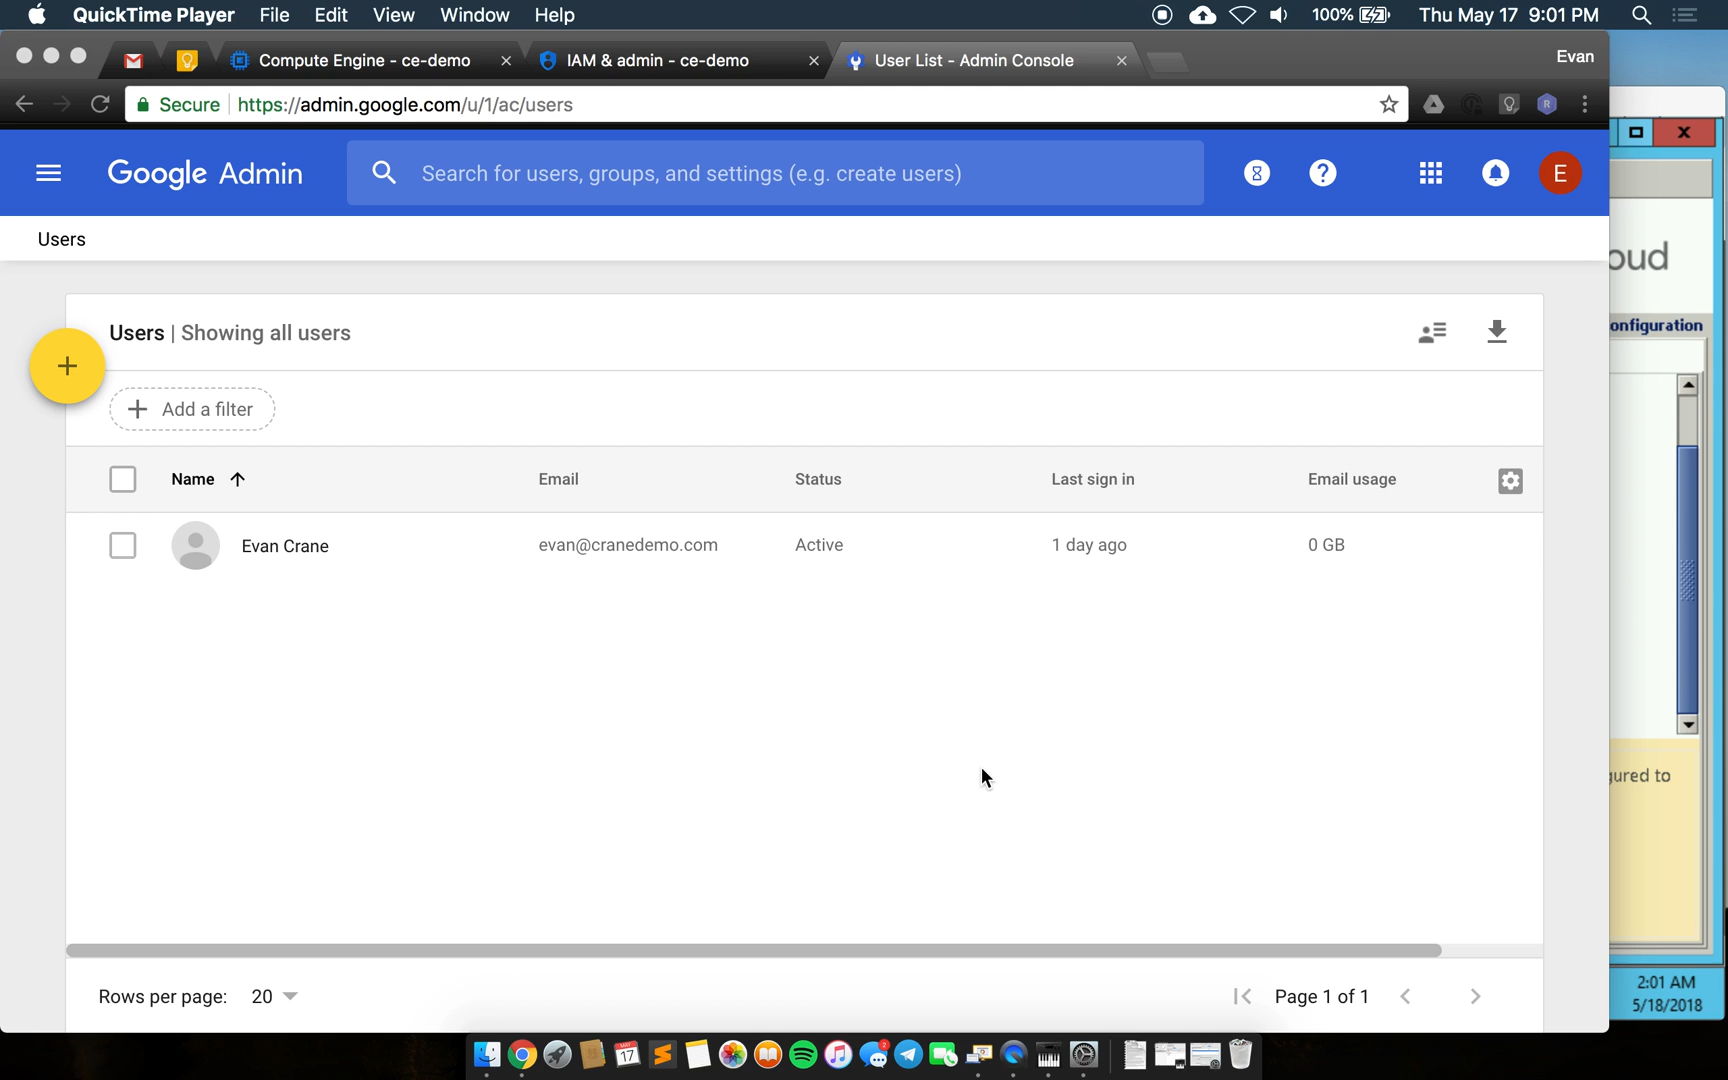 QuickTime Player File Edit View Window Help 100% Thu May 17 9:01 PM
Compute Engine - ce-demo IAM & admin - ce-demo User List - Admin Console Evan
Secure https://admin.google.com/u/1/ac/users R
Google Admin Search for users, groups, and settings (e.g. create users) ? E
Users
oud
onfiguration
Users | Showing all users
+ Add a filter
Name Email Status Last sign in Email usage
Evan Crane evan@cranedemo.com Active 1 day ago 0 GB
gured to
Rows per page: 20 Page 1 of 1
2:01 AM
5/18/2018
17 2